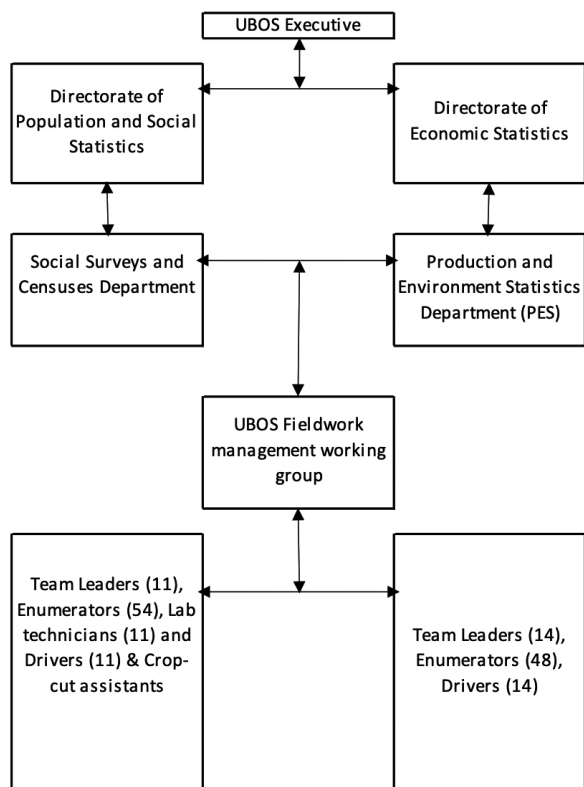 UBOS Executive
Directorate of
Population and Social
Statistics
Directorate of
Economic Statistics
Social Surveys and
Censuses Department
Production and
Environment Statistics
Department (PES)
UBOS Fieldwork
management working
group
Team Leaders (11),
Enumerators (54), Lab
technicians (11) and
Drivers (11) & Crop-
cut assistants
Team Leaders (14),
Enumerators (48),
Drivers (14)